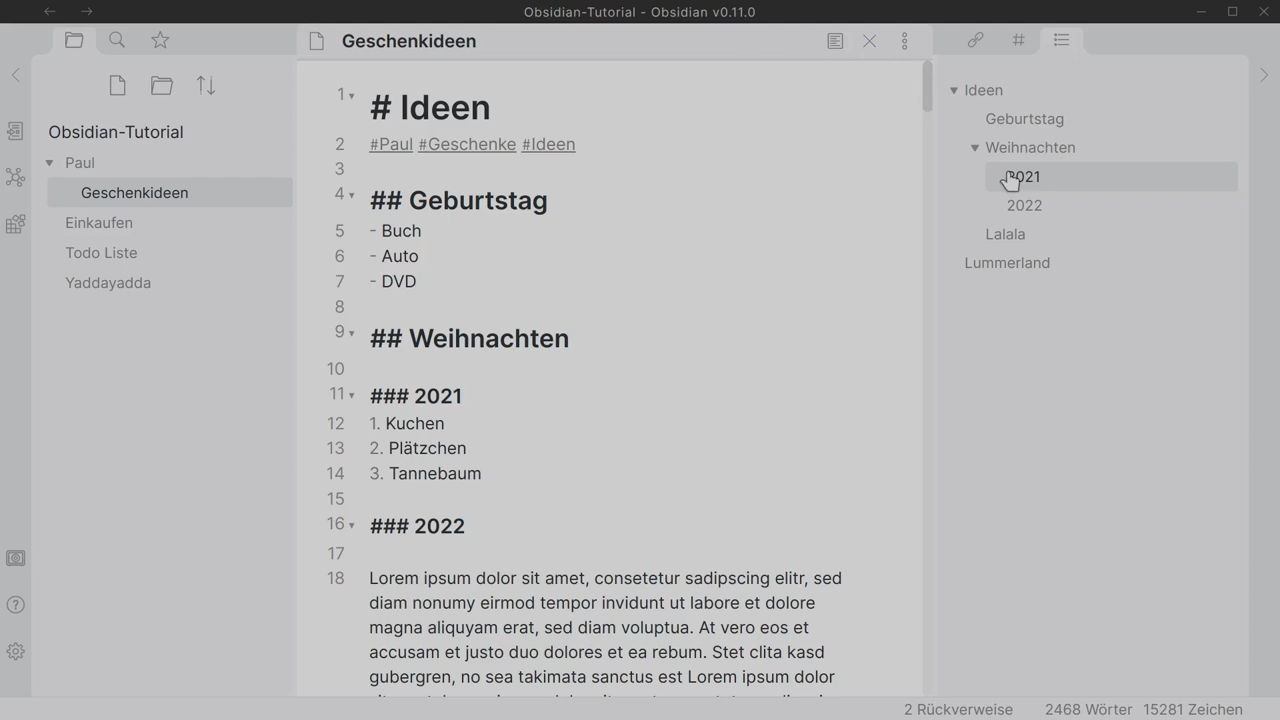 Obsidian-Tutorial - Obsidian v0.11.0
Geschenkideen
Obsidian-Tutorial
Paul
Geschenkideen
Einkaufen
Todo Liste
Yaddayadda
1 # Ideen
2 #Paul #Geschenke #Ideen
3
4 ## Geburtstag
5 - Buch
6 - Auto
7 - DVD
8
9 ## Weihnachten
10
11 ### 2021
12 1. Kuchen
13 2. Plätzchen
14 3. Tannebaum
15
16 ### 2022
17
18 Lorem ipsum dolor sit amet, consetetur sadipscing elitr, sed
diam nonumy eirmod tempor invidunt ut labore et dolore
magna aliquyam erat, sed diam voluptua. At vero eos et
accusam et justo duo dolores et ea rebum. Stet clita kasd
gubergren, no sea takimata sanctus est Lorem ipsum dolor
Ideen
Geburtstag
Weihnachten
2021
2022
Lalala
Lummerland
2 Rückverweise 2468 Wörter 15281 Zeichen